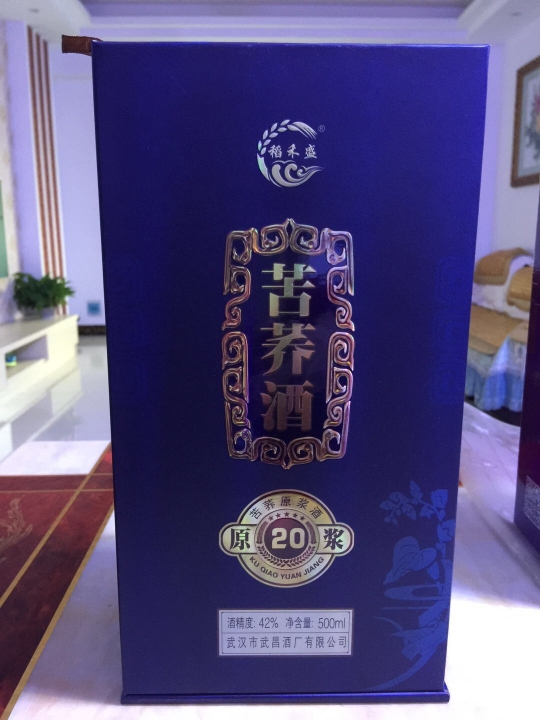 稻禾盛®
苦荞酒
苦荞原浆酒
原 20 浆
KU QIAO YUAN JIANG
酒精度: 42% 净含量: 500ml
武汉市武昌酒厂有限公司